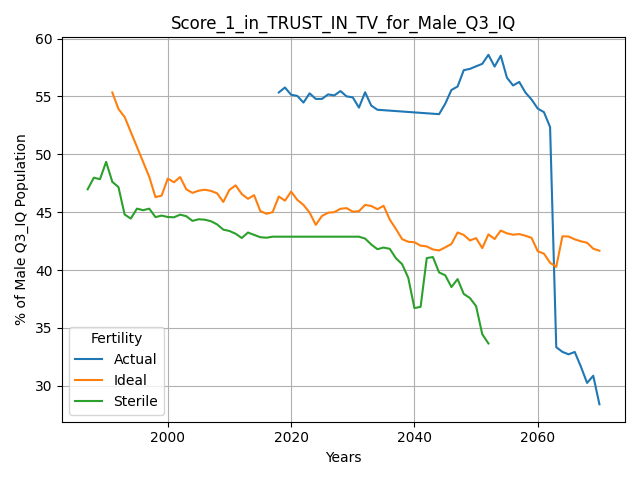 Score_1_in_TRUST_IN_TV_for_Male_Q3_IQ
% of Male Q3_IQ Population
60
55
50
45
40
35
30
Fertility
Actual
Ideal
Sterile
2000 2020 2040 2060
Years